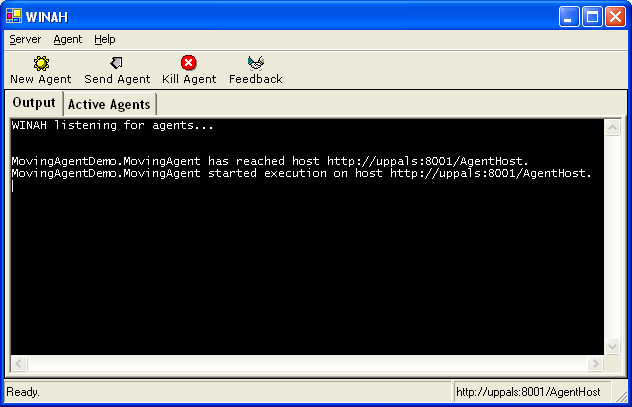 WINAH
Server Agent Help
New Agent Send Agent Kill Agent Feedback
Output Active Agents
WINAH listening for agents...
MovingAgentDemo.MovingAgent has reached host http://uppals:8001/AgentHost.
MovingAgentDemo.MovingAgent started execution on host http://uppals:8001/AgentHost.
Ready. http://uppals:8001/AgentHost